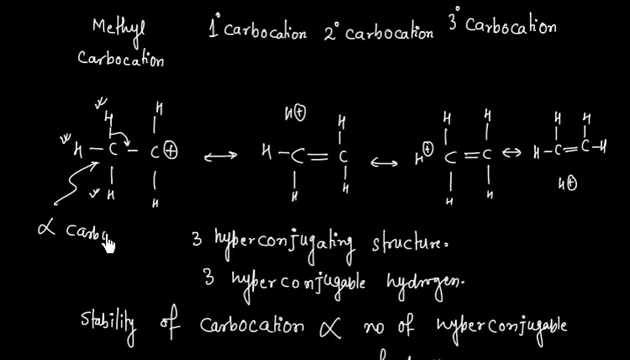 Methyl Carbocation
1° carbocation
2° carbocation
3° carbocation
H H H⊕ H H H H H
H – C – C⊕ ↔ H – C = C ↔ H⊕ C = C ↔ H – C = C – H
H H H H H H H⊕
∝ carbo
3 hyperconjugating structure.
3 hyperconjugable hydrogen.
Stability of carbocation ∝ no of hyperconjugable